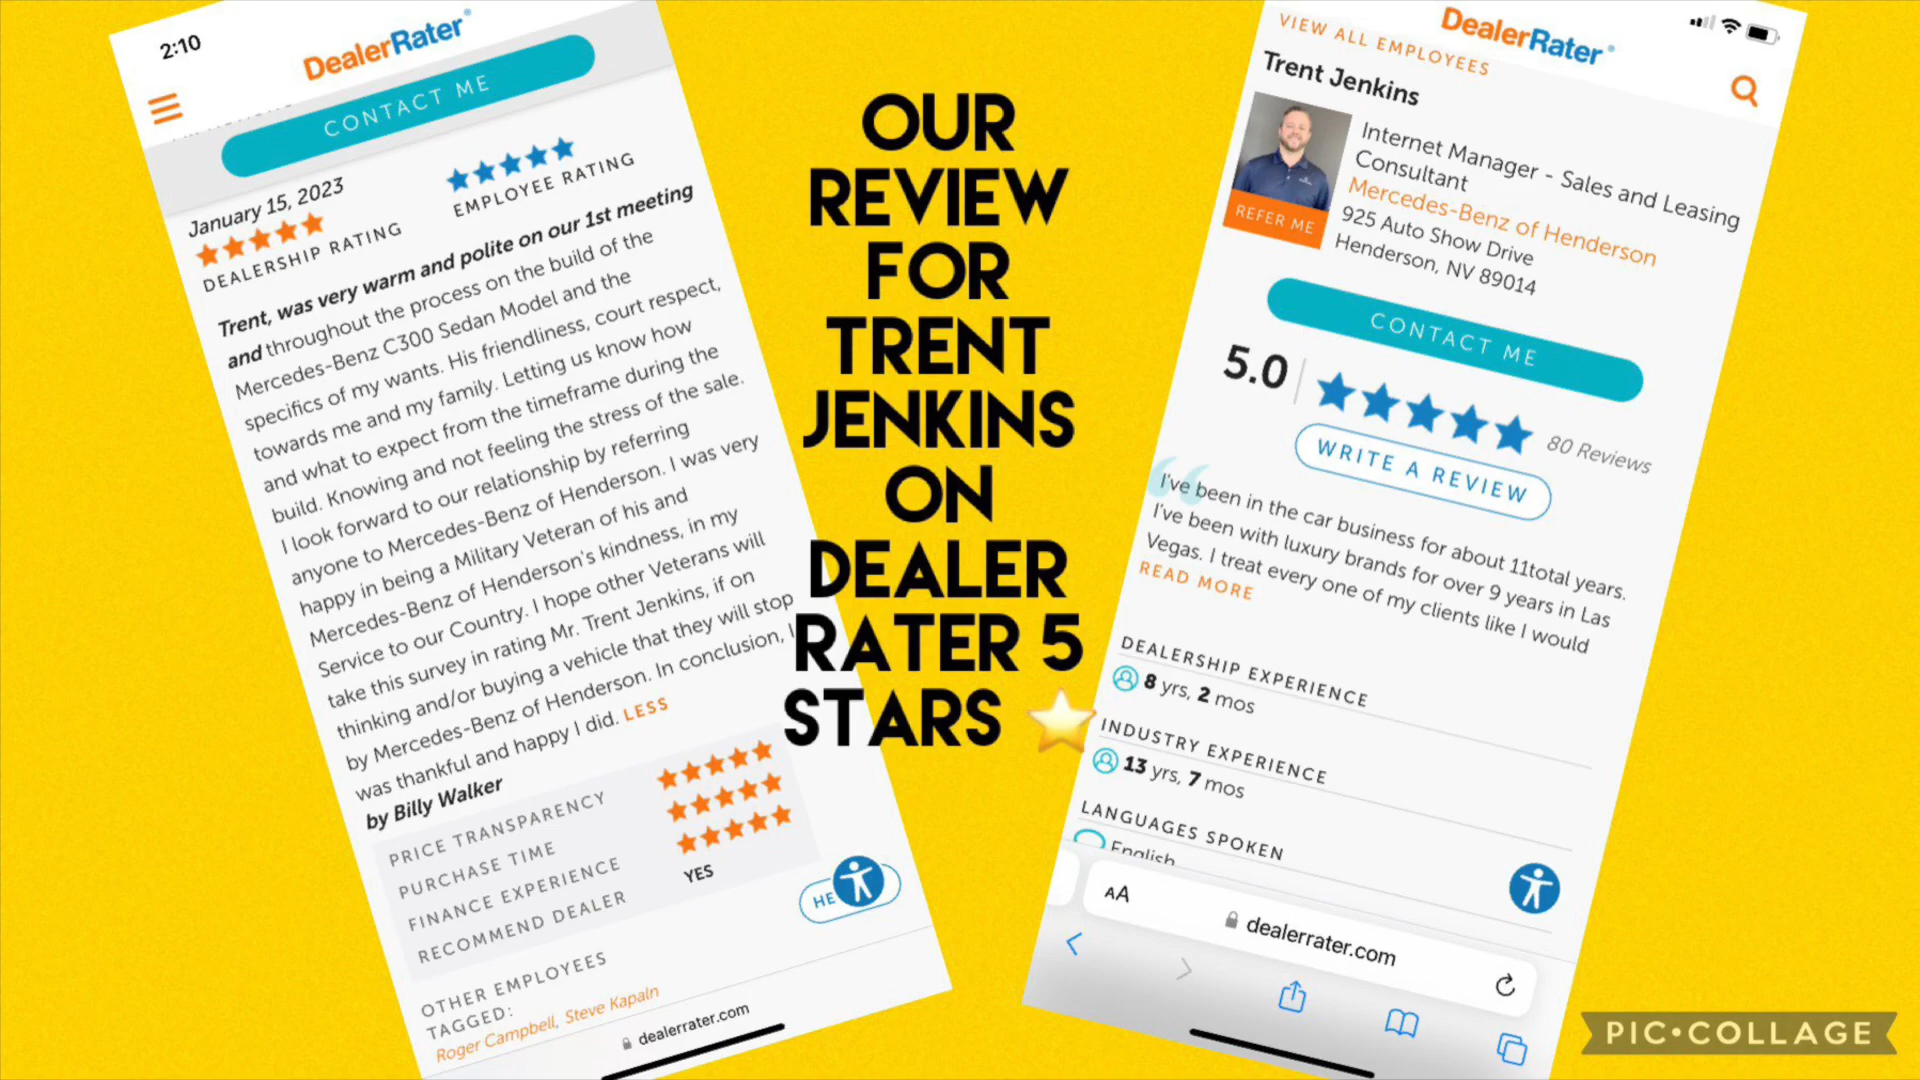 2:10
DealerRater
CONTACT ME
January 15, 2023
DEALERSHIP RATING
EMPLOYEE RATING
Trent, was very warm and polite on our 1st meeting
and throughout the process on the build of the
Mercedes-Benz C300 Sedan Model and the
specifics of my wants. His friendliness, court respect,
towards me and my family. Letting us know how
and what to expect from the timeframe during the
build. Knowing and not feeling the stress of the sale.
I look forward to our relationship by referring
anyone to Mercedes-Benz of Henderson. I was very
happy in being a Military Veteran of his and
Mercedes-Benz of Henderson's kindness, in my
Service to our Country. I hope other Veterans will
take this survey in rating Mr. Trent Jenkins, if on
thinking and/or buying a vehicle that they will stop
by Mercedes-Benz of Henderson. In conclusion, I
was thankful and happy I did. LESS
by Billy Walker
PRICE TRANSPARENCY
PURCHASE TIME
FINANCE EXPERIENCE
RECOMMEND DEALER YES
HE
OTHER EMPLOYEES
TAGGED:
Roger Campbell, Steve Kapaln
dealerrater.com
OUR
REVIEW
FOR
TRENT
JENKINS
ON
DEALER
RATER 5
STARS
DealerRater
VIEW ALL EMPLOYEES
Trent Jenkins
REFER ME
Internet Manager - Sales and Leasing
Consultant
Mercedes-Benz of Henderson
925 Auto Show Drive
Henderson, NV 89014
CONTACT ME
5.0
80 Reviews
WRITE A REVIEW
I've been in the car business for about 11total years.
I've been with luxury brands for over 9 years in Las
Vegas. I treat every one of my clients like I would
READ MORE
DEALERSHIP EXPERIENCE
8 yrs, 2 mos
INDUSTRY EXPERIENCE
13 yrs, 7 mos
LANGUAGES SPOKEN
English
AA
dealerrater.com
PIC•COLLAGE